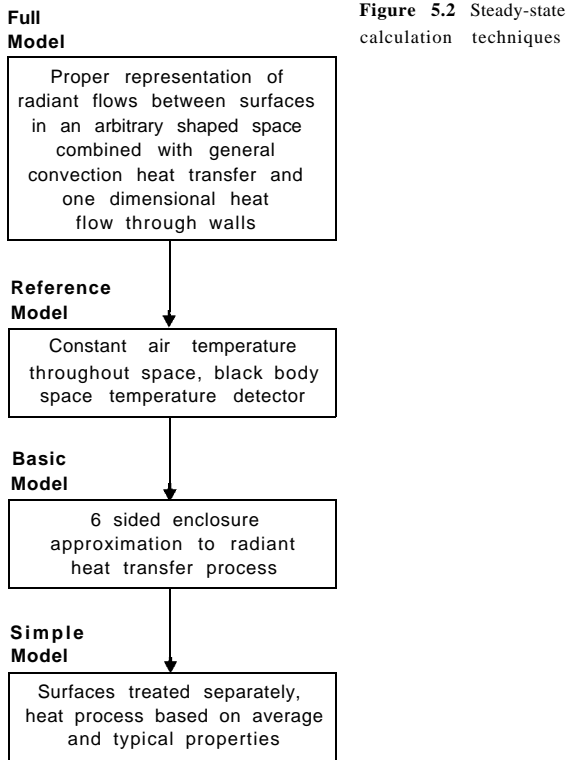 Figure 5.2 Steady-state
calculation techniques
Full
Model
Proper representation of
radiant flows between surfaces
in an arbitrary shaped space
combined with general
convection heat transfer and
one dimensional heat
flow through walls
Reference
Model
Constant air temperature
throughout space, black body
space temperature detector
Basic
Model
6 sided enclosure
approximation to radiant
heat transfer process
Simple
Model
Surfaces treated separately,
heat process based on average
and typical properties